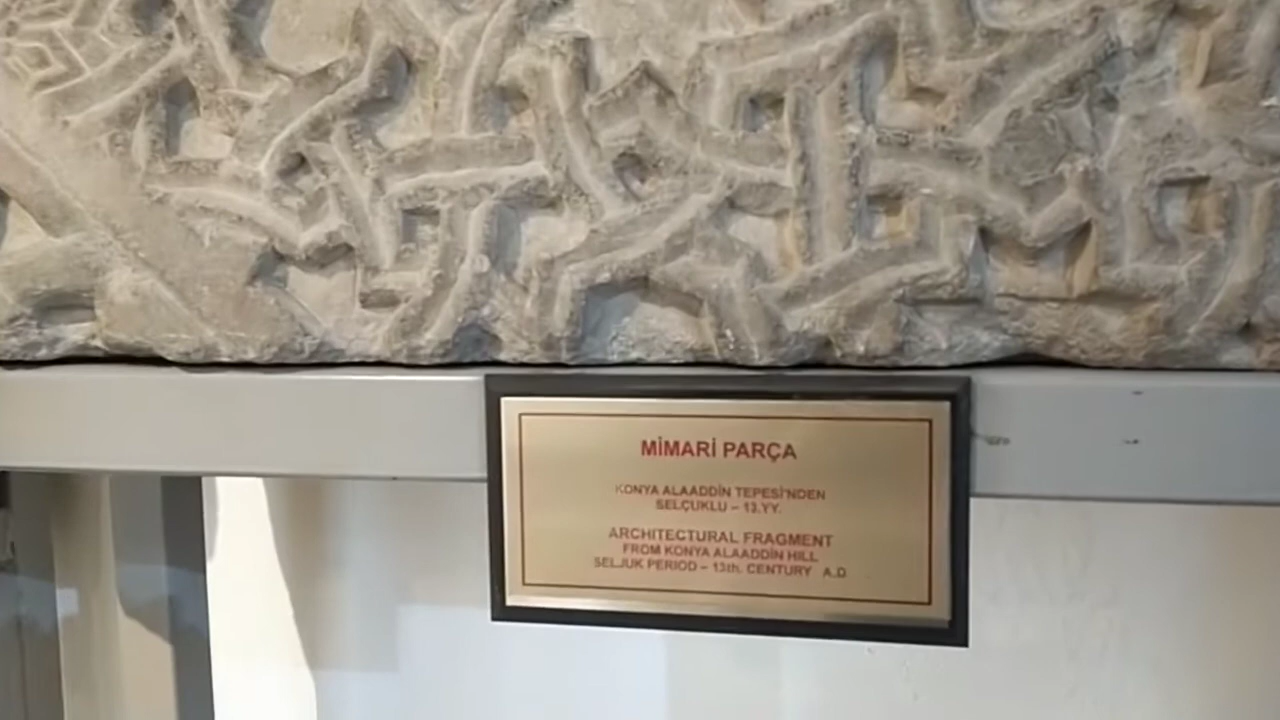 MİMARİ PARÇA
KONYA ALAADDİN TEPESİ'NDEN
SELÇUKLU – 13.YY.
ARCHITECTURAL FRAGMENT
FROM KONYA ALAADDİN HILL
SELJUK PERIOD – 13th. CENTURY A.D